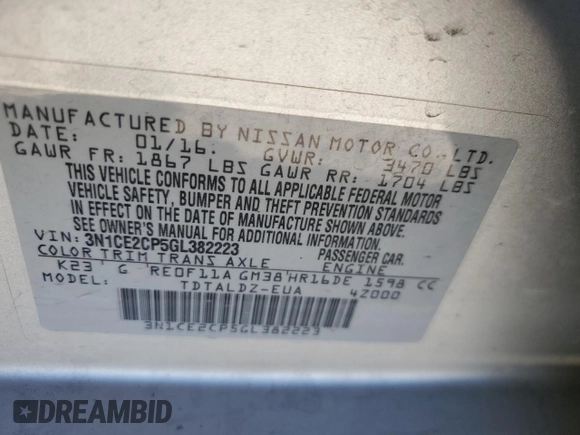 MANUFACTURED BY NISSAN MOTOR CO., LTD.
DATE: 01/16. GVWR: 3470 LBS
GAWR FR: 1867 LBS GAWR RR: 1704 LBS
THIS VEHICLE CONFORMS TO ALL APPLICABLE FEDERAL MOTOR
VEHICLE SAFETY, BUMPER AND THEFT PREVENTION STANDARDS
IN EFFECT ON THE DATE OF MANUFACTURE SHOWN ABOVE.
SEE OWNER'S MANUAL FOR ADDITIONAL INFORMATION.
VIN: 3N1CE2CP5GL382223 PASSENGER CAR.
COLOR TRIM TRANS AXLE ENGINE
K23 G RE0F11A GM38 HR16DE 1598 CC
MODEL: TDTALDZ-EUA 42000
3N1CE2CP5GL382223
DREAMBID